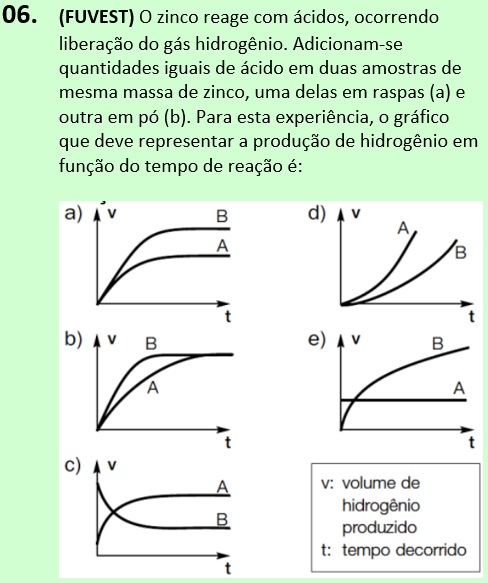 06. (FUVEST) O zinco reage com ácidos, ocorrendo
liberação do gás hidrogênio. Adicionam-se
quantidades iguais de ácido em duas amostras de
mesma massa de zinco, uma delas em raspas (a) e
outra em pó (b). Para esta experiência, o gráfico
que deve representar a produção de hidrogênio em
função do tempo de reação é:
a) v B
A
t
b) v B
A
t
c) v A
B
t
d) v A
B
t
e) v B
A
t
v: volume de
hidrogênio
produzido
t: tempo decorrido